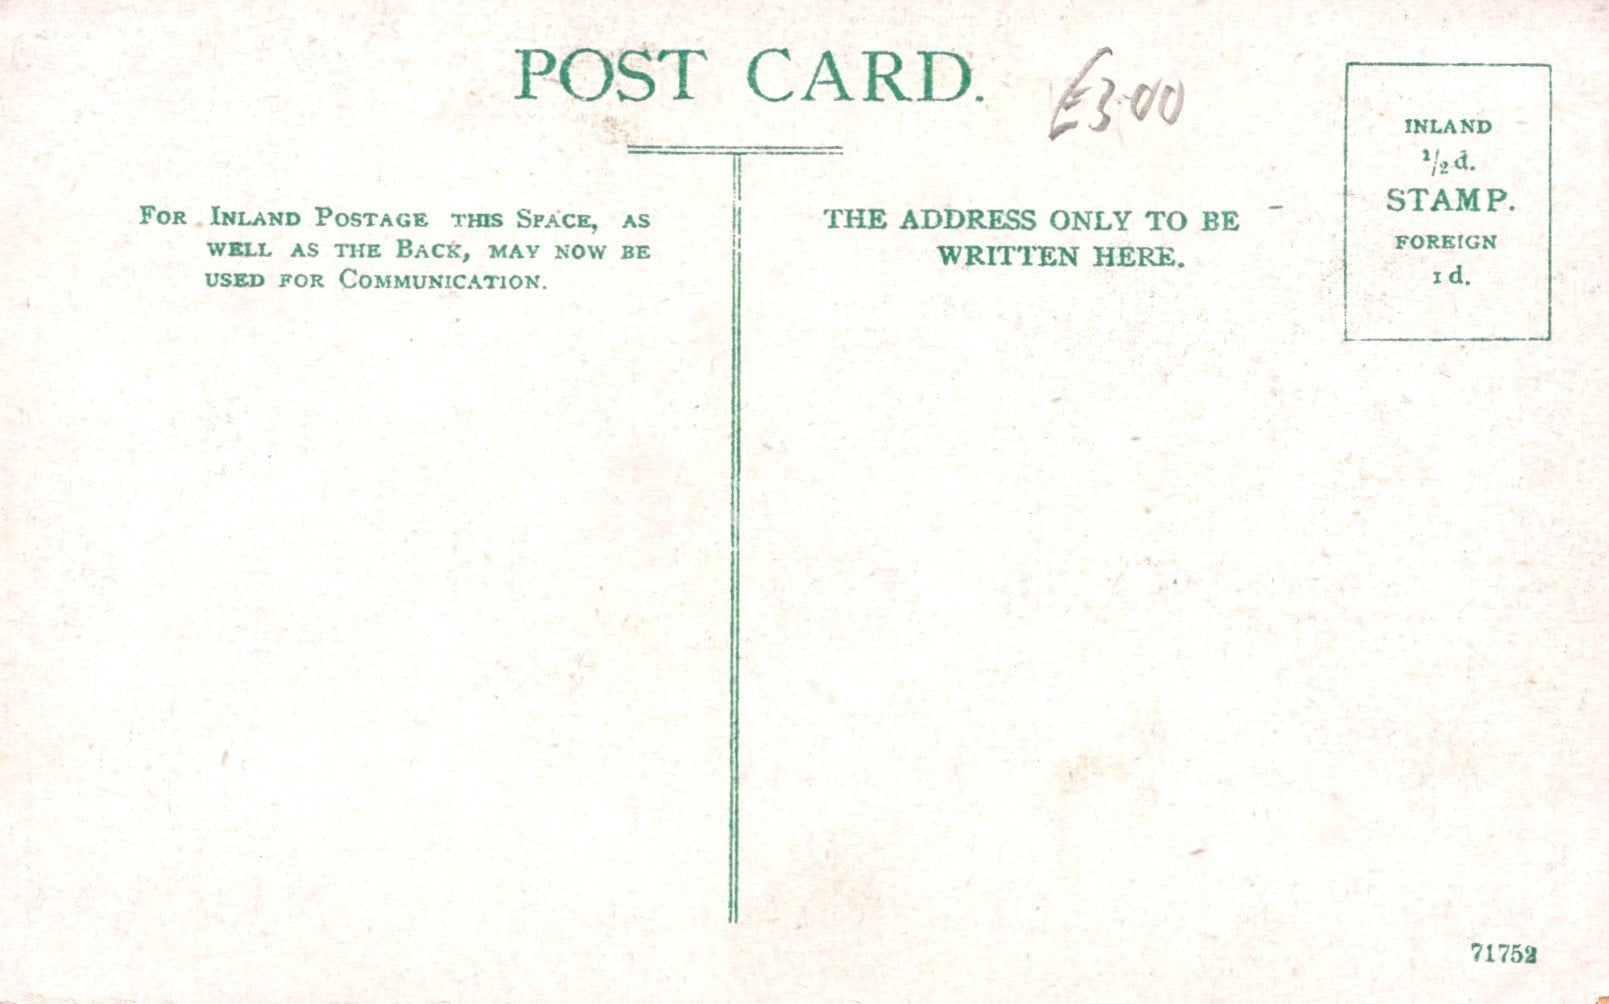 POST CARD.
£3.00
FOR INLAND POSTAGE THIS SPACE, AS
WELL AS THE BACK, MAY NOW BE
USED FOR COMMUNICATION.
THE ADDRESS ONLY TO BE
WRITTEN HERE.
INLAND
1/2d.
STAMP.
FOREIGN
1d.
71752